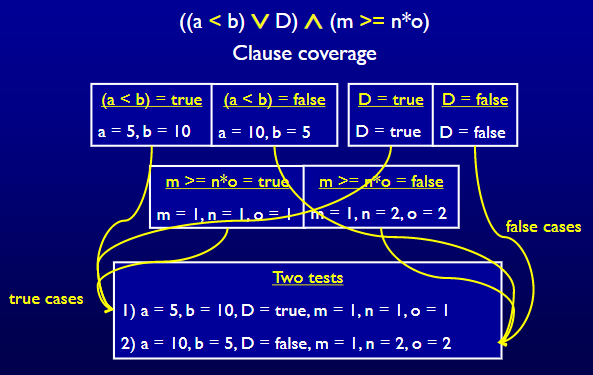 ((a < b) ∨ D) ∧ (m >= n*o)
Clause coverage
(a < b) = true (a < b) = false D = true D = false
a = 5, b = 10 a = 10, b = 5 D = true D = false
m >= n*o = true m >= n*o = false
m = 1, n = 1, o = 1 m = 1, n = 2, o = 2
false cases
Two tests
true cases
1) a = 5, b = 10, D = true, m = 1, n = 1, o = 1
2) a = 10, b = 5, D = false, m = 1, n = 2, o = 2